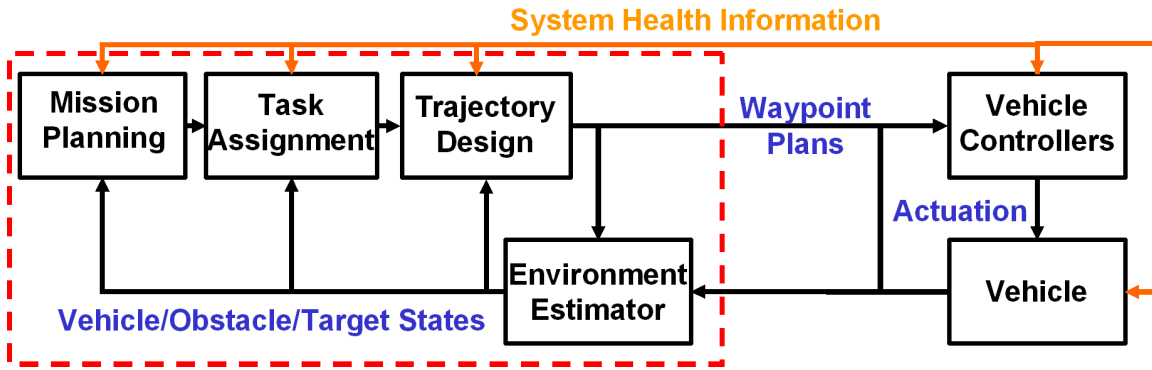 System Health Information
Mission
Planning
Task
Assignment
Trajectory
Design
Waypoint
Plans
Vehicle
Controllers
Actuation
Environment
Estimator
Vehicle
Vehicle/Obstacle/Target States